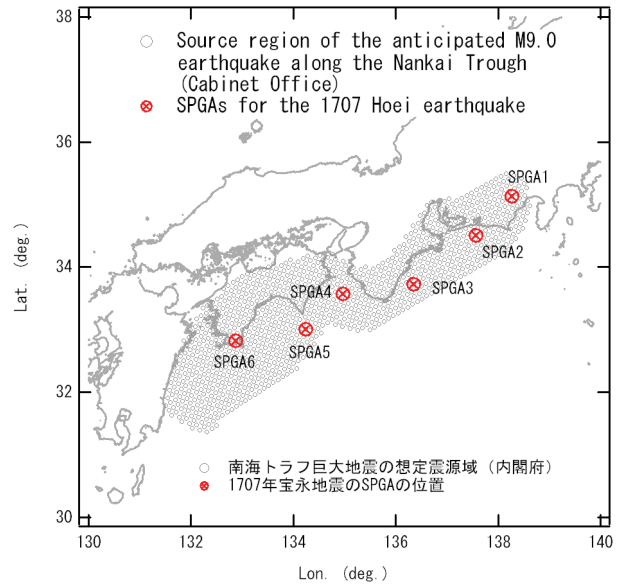 38
36
34
32
30
Lat. (deg.)
Source region of the anticipated M9.0
earthquake along the Nankai Trough
(Cabinet Office)
SPGAs for the 1707 Hoei earthquake
SPGA1
SPGA2
SPGA3
SPGA4
SPGA5
SPGA6
南海トラフ巨大地震の想定震源域 (内閣府)
1707年宝永地震のSPGAの位置
130
132
134
136
138
140
Lon. (deg.)